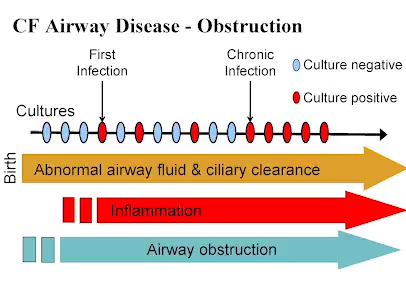 CF Airway Disease - Obstruction
First
Infection
Chronic
Infection
Culture negative
Culture positive
Cultures
Birth
Abnormal airway fluid & ciliary clearance
Inflammation
Airway obstruction